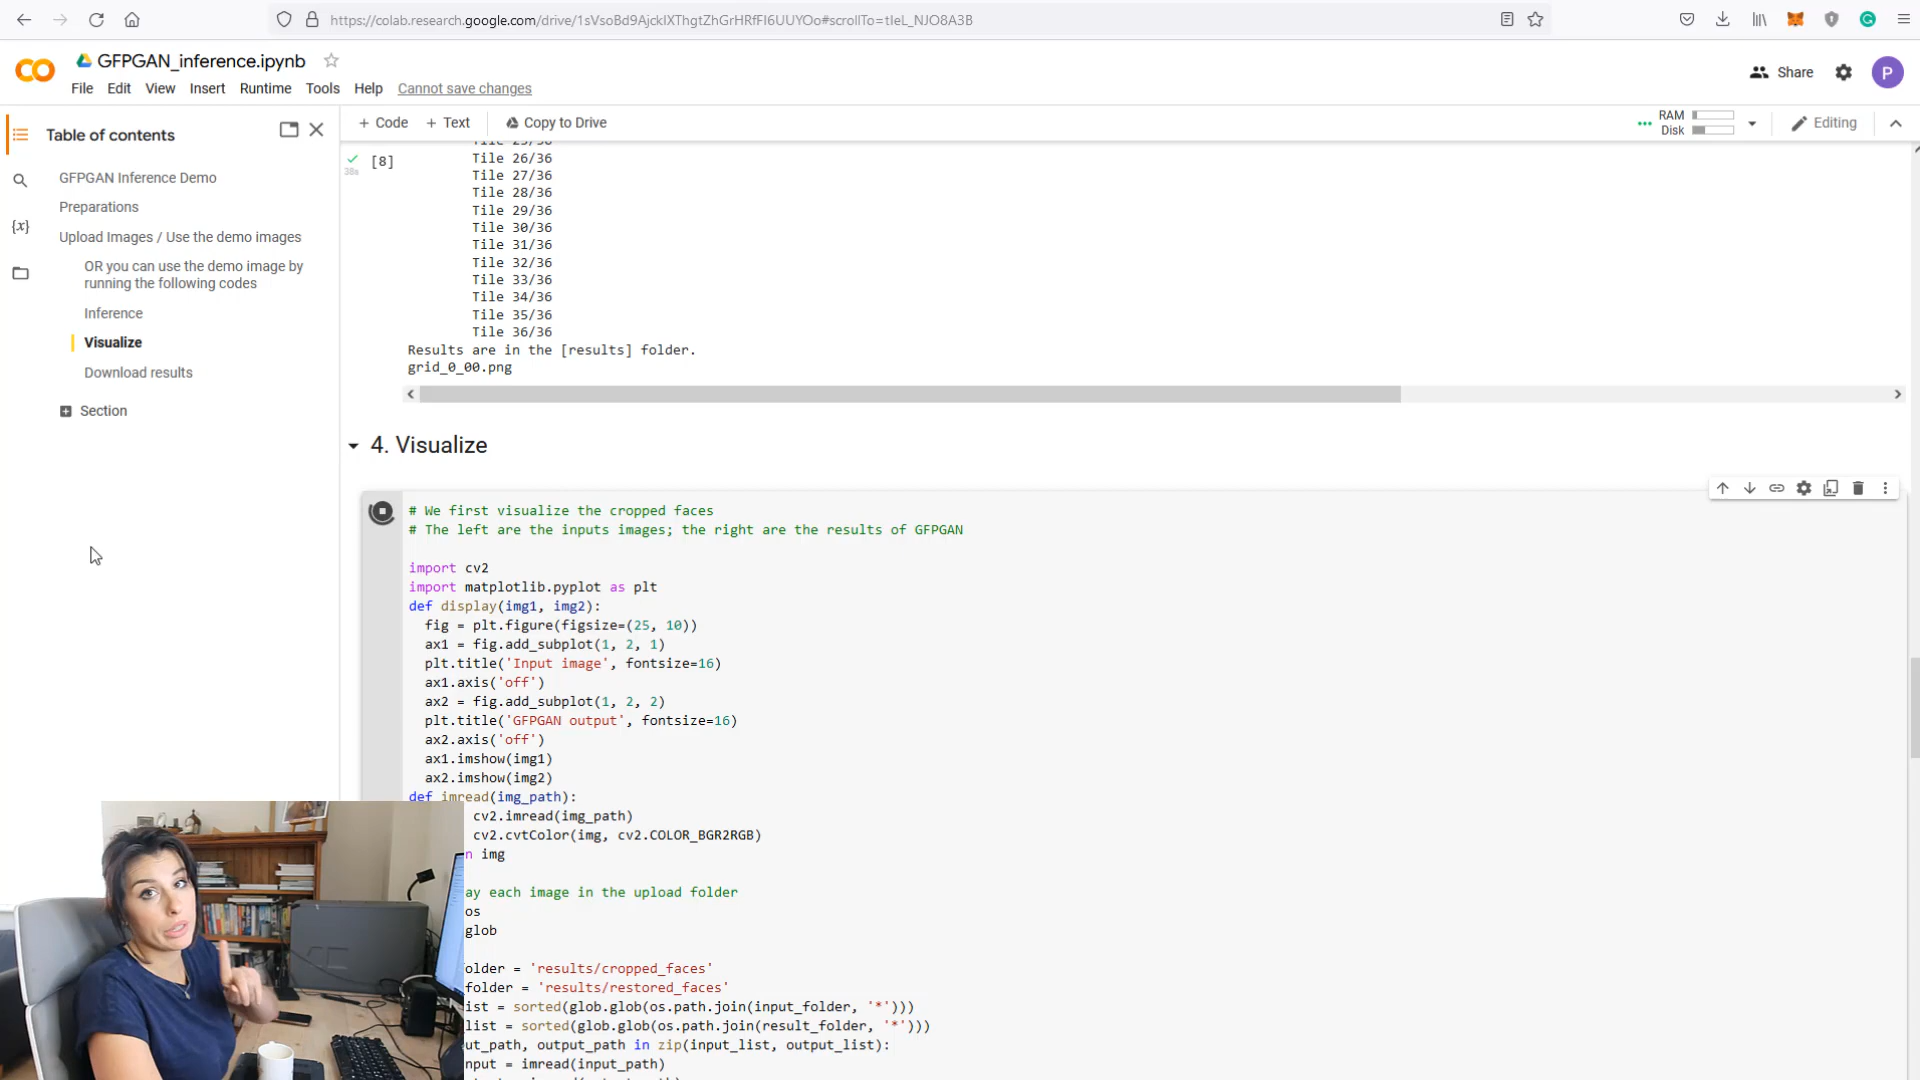 https://colab.research.google.com/drive/1sVsoBd9AjckIXThgtZhGrHRfFI6UUYOo#scrollTo=tIeL_NJO8A3B
GFPGAN_inference.ipynb
File Edit View Insert Runtime Tools Help Cannot save changes
Share
P
Table of contents
+ Code + Text Copy to Drive
RAM
Disk
Editing
GFPGAN Inference Demo
Preparations
Upload Images / Use the demo images
OR you can use the demo image by
running the following codes
Inference
Visualize
Download results
Section
{x}
[8]
38s
Tile 25/36
Tile 26/36
Tile 27/36
Tile 28/36
Tile 29/36
Tile 30/36
Tile 31/36
Tile 32/36
Tile 33/36
Tile 34/36
Tile 35/36
Tile 36/36
Results are in the [results] folder.
grid_0_00.png
4. Visualize
# We first visualize the cropped faces
# The left are the inputs images; the right are the results of GFPGAN
import cv2
import matplotlib.pyplot as plt
def display(img1, img2):
fig = plt.figure(figsize=(25, 10))
ax1 = fig.add_subplot(1, 2, 1)
plt.title('Input image', fontsize=16)
ax1.axis('off')
ax2 = fig.add_subplot(1, 2, 2)
plt.title('GFPGAN output', fontsize=16)
ax2.axis('off')
ax1.imshow(img1)
ax2.imshow(img2)
def imread(img_path):
cv2.imread(img_path)
cv2.cvtColor(img, cv2.COLOR_BGR2RGB)
n img
ay each image in the upload folder
os
glob
older = 'results/cropped_faces'
folder = 'results/restored_faces'
ist = sorted(glob.glob(os.path.join(input_folder, '*')))
list = sorted(glob.glob(os.path.join(result_folder, '*')))
ut_path, output_path in zip(input_list, output_list):
nput = imread(input_path)